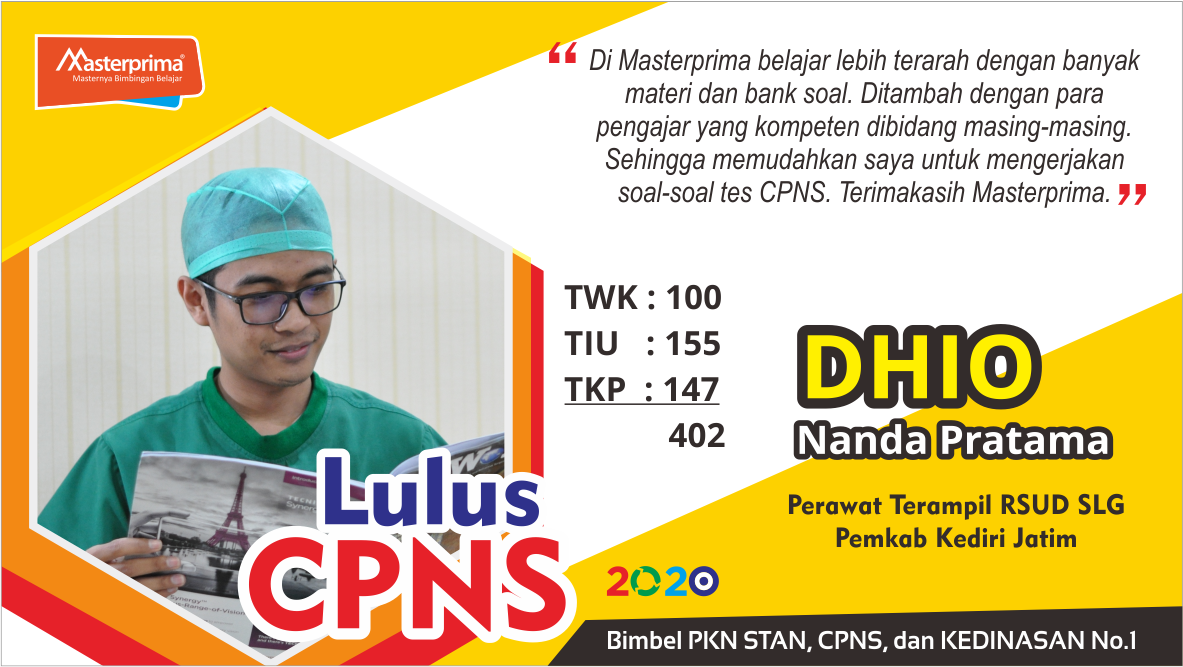 Masterprima®
Masternya Bimbingan Belajar
“ Di Masterprima belajar lebih terarah dengan banyak
materi dan bank soal. Ditambah dengan para
pengajar yang kompeten dibidang masing-masing.
Sehingga memudahkan saya untuk mengerjakan
soal-soal tes CPNS. Terimakasih Masterprima. ”
TWK : 100
TIU : 155
TKP : 147
402
DHIO
Nanda Pratama
Perawat Terampil RSUD SLG
Pemkab Kediri Jatim
Lulus
CPNS
2020
Bimbel PKN STAN, CPNS, dan KEDINASAN No.1